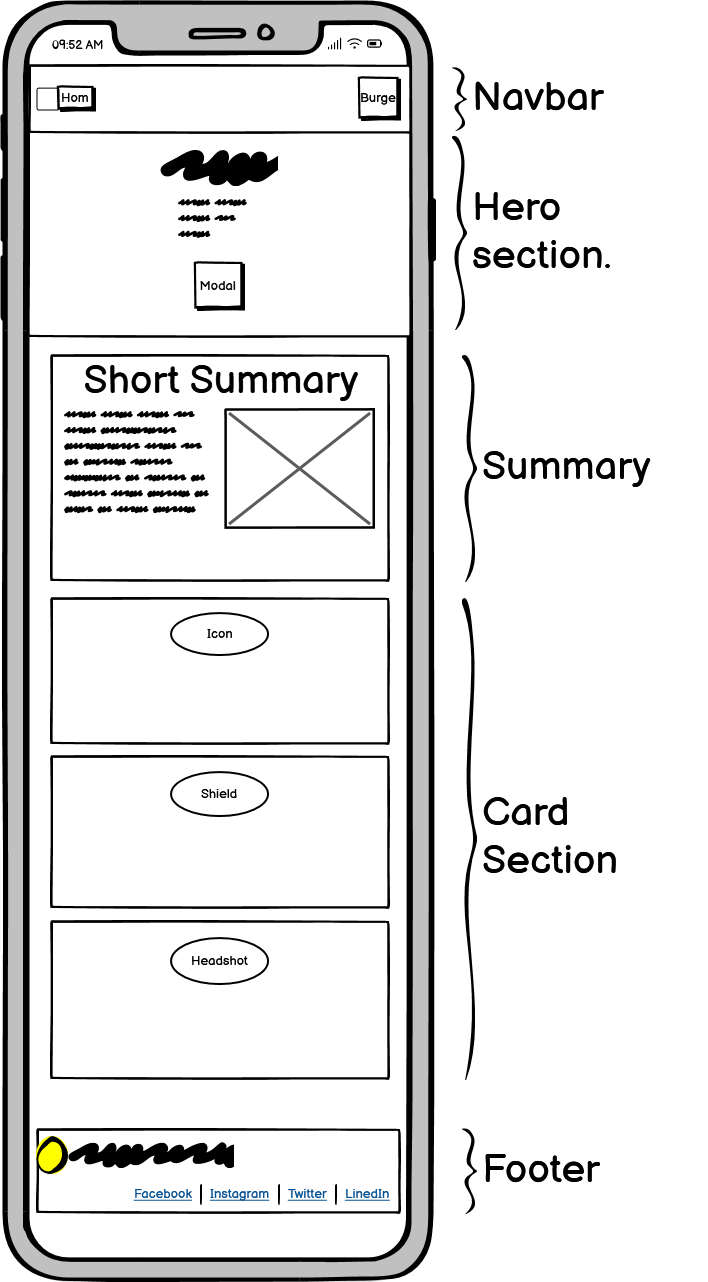 09:52 AM
Hom
Burge
Navbar
Hero
section.
Modal
Short Summary
Summary
Icon
Shield
Card
Section
Headshot
Footer
Facebook Instagram Twitter LinedIn